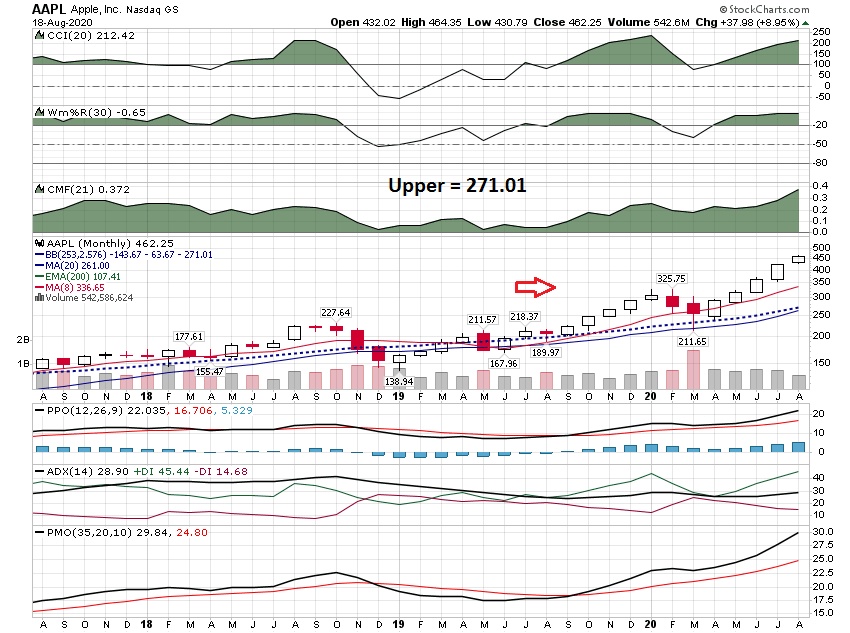 AAPL Apple, Inc. Nasdaq GS © StockCharts.com
18-Aug-2020 Open 432.02 High 464.35 Low 430.79 Close 462.25 Volume 542.6M Chg +37.98 (+8.95%)
CCI(20) 212.42
250
200
150
100
50
0
-50
Wm%R(30) -0.65
-20
-50
-80
CMF(21) 0.372
Upper = 271.01
0.4
0.3
0.2
0.1
0.0
AAPL (Monthly) 462.25
BB(253,2.576) -143.67 - 63.67 - 271.01
MA(20) 261.00
EMA(200) 107.41
MA(8) 336.65
Volume 542,586,624
500
450
400
350
300
250
200
150
2B
1B
177.61
155.47
227.64
138.94
211.57
167.96
218.37
189.97
325.75
211.65
A S O N D 18 F M A M J J A S O N D 19 F M A M J J A S O N D 20 F M A M J J A
PPO(12,26,9) 22.035, 16.706, 5.329
20
10
0
ADX(14) 28.90 +DI 45.44 -DI 14.68
40
30
20
10
PMO(35,20,10) 29.84, 24.80
30.0
27.5
25.0
22.5
20.0
17.5
15.0
A S O N D 18 F M A M J J A S O N D 19 F M A M J J A S O N D 20 F M A M J J A